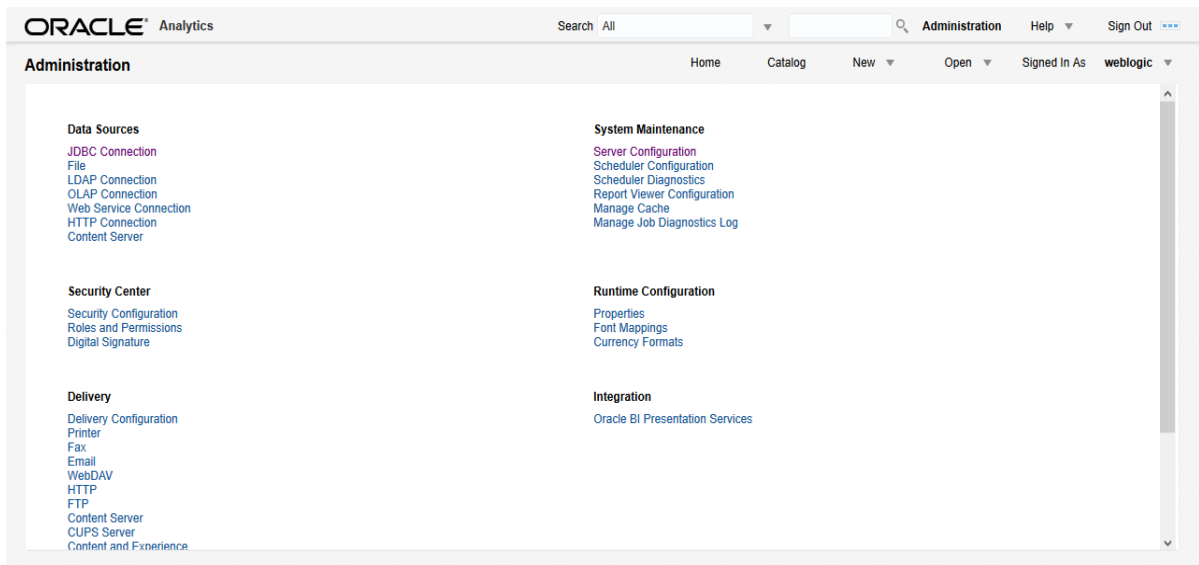 ORACLE Analytics Search All Administration Help Sign Out
Administration Home Catalog New Open Signed In As weblogic
Data Sources
JDBC Connection
File
LDAP Connection
OLAP Connection
Web Service Connection
HTTP Connection
Content Server
System Maintenance
Server Configuration
Scheduler Configuration
Scheduler Diagnostics
Report Viewer Configuration
Manage Cache
Manage Job Diagnostics Log
Security Center
Security Configuration
Roles and Permissions
Digital Signature
Runtime Configuration
Properties
Font Mappings
Currency Formats
Delivery
Delivery Configuration
Printer
Fax
Email
WebDAV
HTTP
FTP
Content Server
CUPS Server
Content and Experience
Integration
Oracle BI Presentation Services